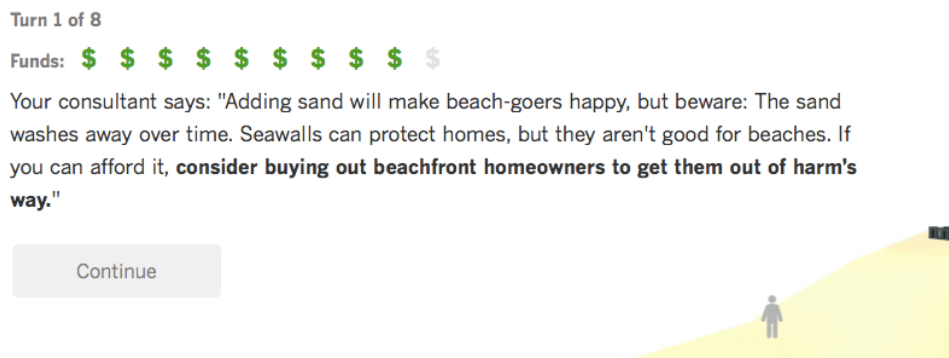 Turn 1 of 8
Funds: $ $ $ $ $ $ $ $ $ $
Your consultant says: "Adding sand will make beach-goers happy, but beware: The sand
washes away over time. Seawalls can protect homes, but they aren't good for beaches. If
you can afford it, consider buying out beachfront homeowners to get them out of harm's
way."
Continue